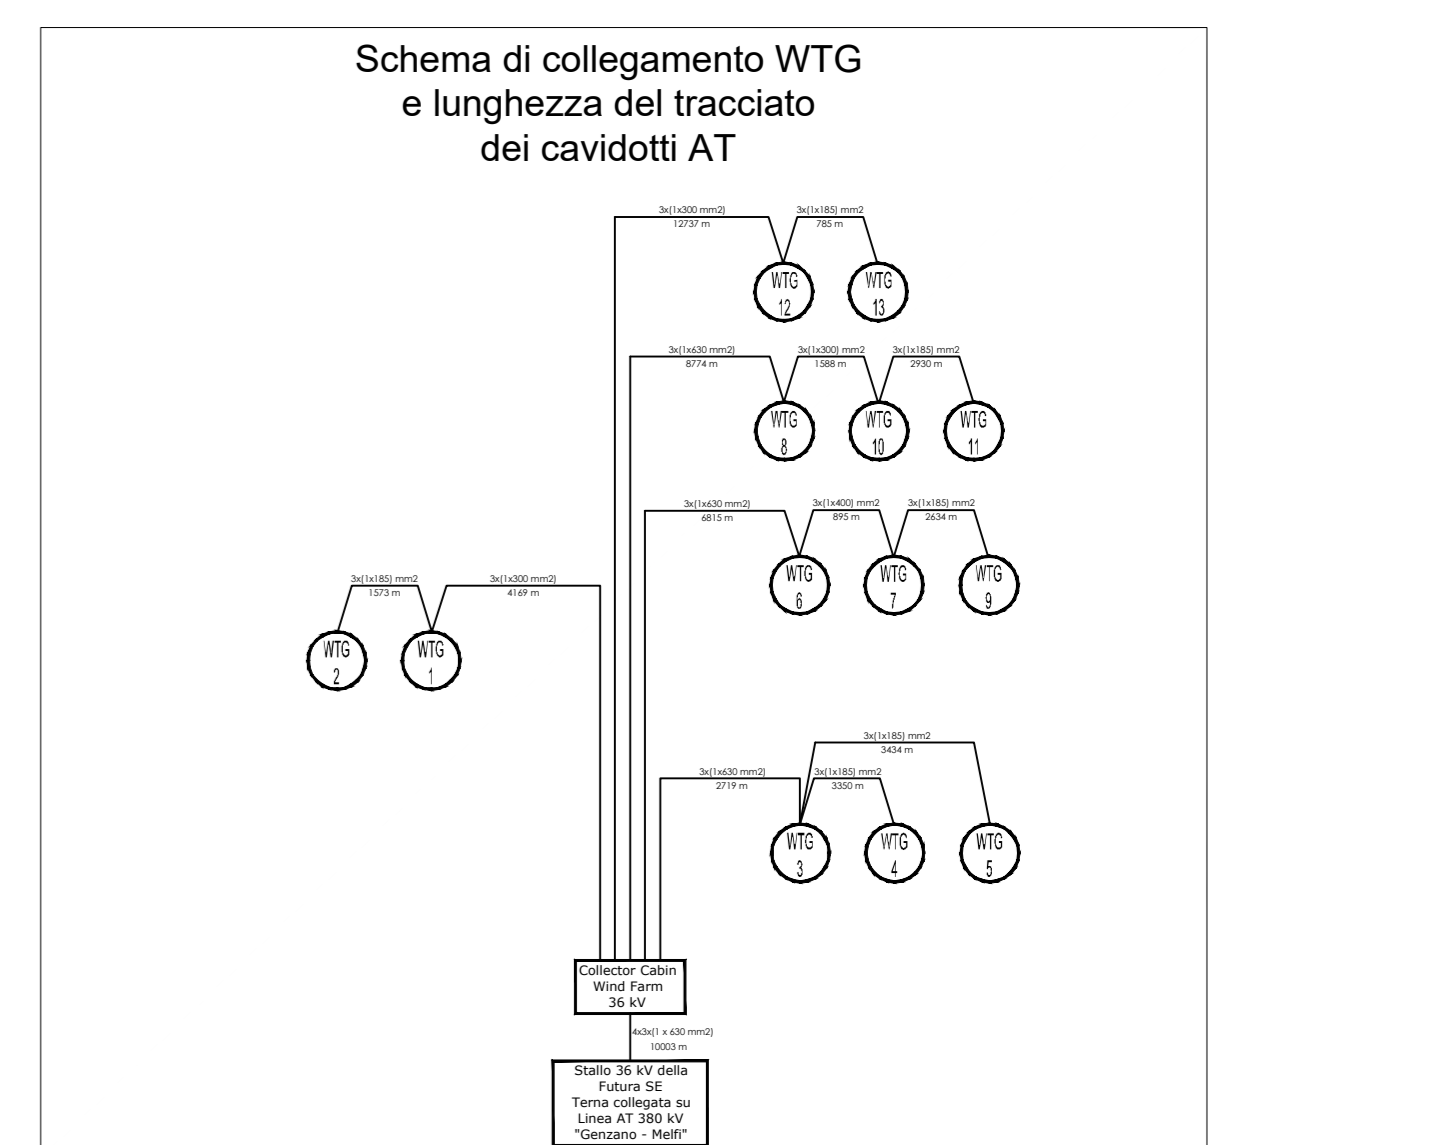 Schema di collegamento WTG
e lunghezza del tracciato
dei cavidotti AT
3x(1x300 mm2)
12737 m
3x(1x185) mm2
785 m
WTG
12
WTG
13
3x(1x630 mm2)
8774 m
3x(1x300) mm2
1588 m
3x(1x185) mm2
2930 m
WTG
8
WTG
10
WTG
11
3x(1x630 mm2)
6815 m
3x(1x400) mm2
895 m
3x(1x185) mm2
2634 m
WTG
6
WTG
7
WTG
9
3x(1x185) mm2
1573 m
3x(1x300 mm2)
4169 m
WTG
2
WTG
1
3x(1x185) mm2
3434 m
3x(1x630 mm2)
2719 m
3x(1x185) mm2
3350 m
WTG
3
WTG
4
WTG
5
Collector Cabin
Wind Farm
36 kV
4x3x(1 x 630 mm2)
10003 m
Stallo 36 kV della
Futura SE
Terna collegata su
Linea AT 380 kV
"Genzano - Melfi"